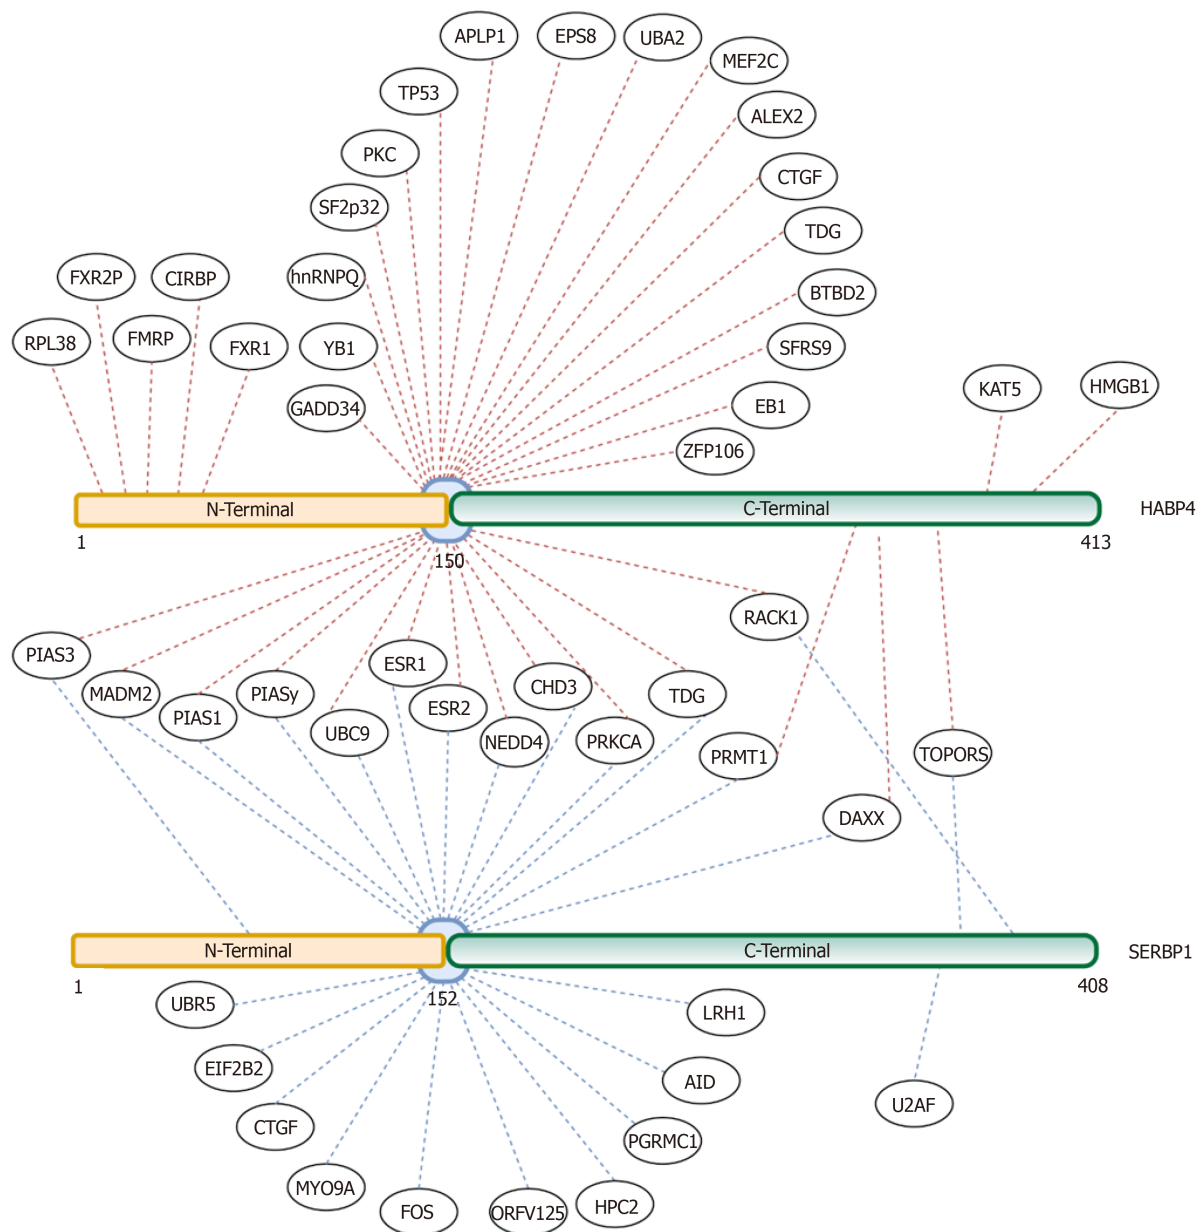 APLP1
EPS8
UBA2
MEF2C
TP53
ALEX2
PKC
CTGF
SF2p32
TDG
FXR2P
CIRBP
hnRNPQ
BTBD2
RPL38
FMRP
FXR1
YB1
SFRS9
KAT5
HMGB1
GADD34
EB1
ZFP106
N-Terminal
C-Terminal
HABP4
1
150
413
RACK1
PIAS3
ESR1
MADM2
PIASy
CHD3
TDG
PIAS1
ESR2
UBC9
NEDD4
PRKCA
PRMT1
TOPORS
DAXX
N-Terminal
C-Terminal
SERBP1
1
152
408
UBR5
LRH1
EIF2B2
AID
U2AF
CTGF
PGRMC1
MYO9A
FOS
ORFV125
HPC2